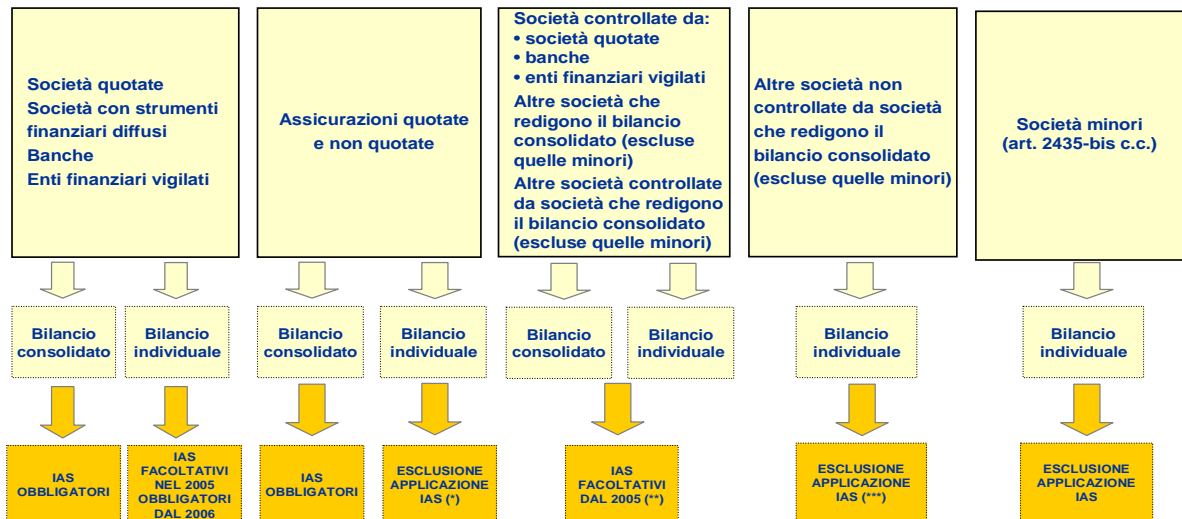 Società quotate
Società con strumenti
finanziari diffusi
Banche
Enti finanziari vigilati
Assicurazioni quotate
e non quotate
Società controllate da:
• società quotate
• banche
• enti finanziari vigilati
Altre società che
redigono il bilancio
consolidato (escluse
quelle minori)
Altre società controllate
da società che redigono
il bilancio consolidato
(escluse quelle minori)
Altre società non
controllate da società
che redigono il
bilancio consolidato
(escluse quelle minori)
Società minori
(art. 2435-bis c.c.)
Bilancio
consolidato
Bilancio
individuale
Bilancio
consolidato
Bilancio
individuale
Bilancio
consolidato
Bilancio
individuale
Bilancio
individuale
Bilancio
individuale
IAS
OBBLIGATORI
IAS
FACOLTATIVI
NEL 2005
OBBLIGATORI
DAL 2006
IAS
OBBLIGATORI
ESCLUSIONE
APPLICAZIONE
IAS (*)
IAS
FACOLTATIVI
DAL 2005 (**)
ESCLUSIONE
APPLICAZIONE
IAS (***)
ESCLUSIONE
APPLICAZIONE
IAS